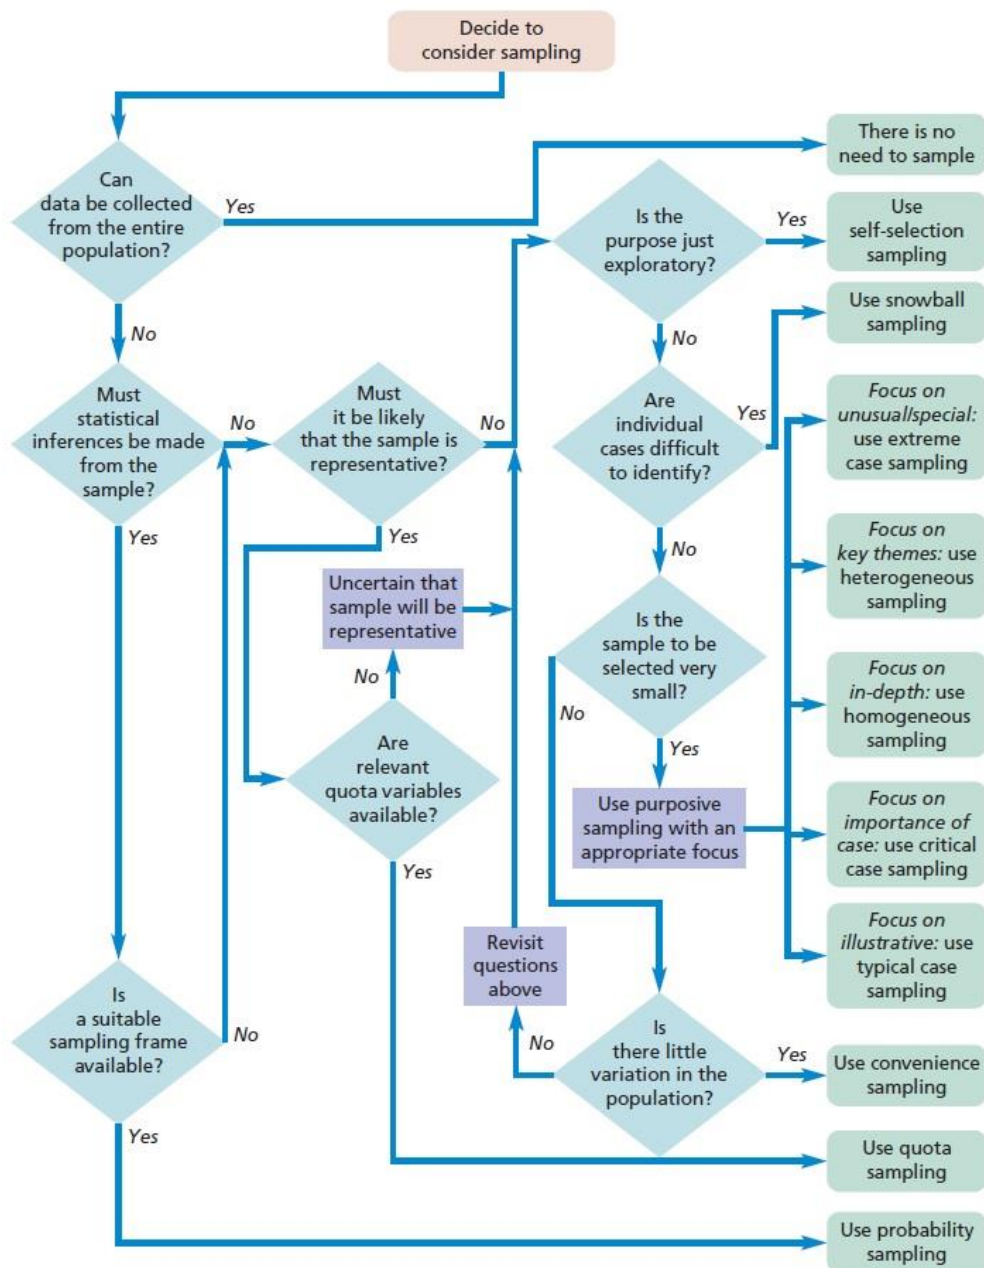 Decide to
consider sampling
There is no
need to sample
Can
data be collected
from the entire
population?
Yes
Is the
purpose just
exploratory?
Yes
Use
self-selection
sampling
No
No
Use snowball
sampling
Must
statistical
inferences be made
from the
sample?
No
Must
it be likely
that the sample is
representative?
No
Are
individual
cases difficult
to identify?
Yes
Focus on
unusual/special:
use extreme
case sampling
Yes
Yes
No
Uncertain that
sample will be
representative
Focus on
key themes: use
heterogeneous
sampling
Is the
sample to be
selected very
small?
No
No
Yes
Focus on
in-depth: use
homogeneous
sampling
Are
relevant
quota variables
available?
Yes
Use purposive
sampling with an
appropriate focus
Focus on
importance of
case: use critical
case sampling
Focus on
illustrative: use
typical case
sampling
Revisit
questions
above
Is
a suitable
sampling frame
available?
No
Yes
No
Is
there little
variation in the
population?
Yes
Use convenience
sampling
Use quota
sampling
Use probability
sampling